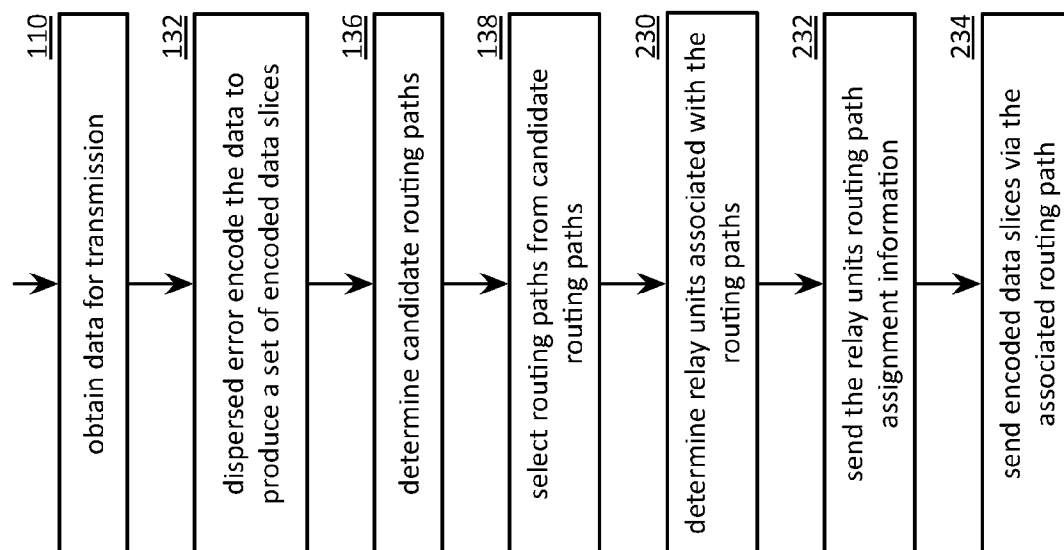 110
obtain data for transmission
132
dispersed error encode the data to
produce a set of encoded data slices
136
determine candidate routing paths
138
select routing paths from candidate
routing paths
230
determine relay units associated with the
routing paths
232
send the relay units routing path
assignment information
234
send encoded data slices via the
associated routing path